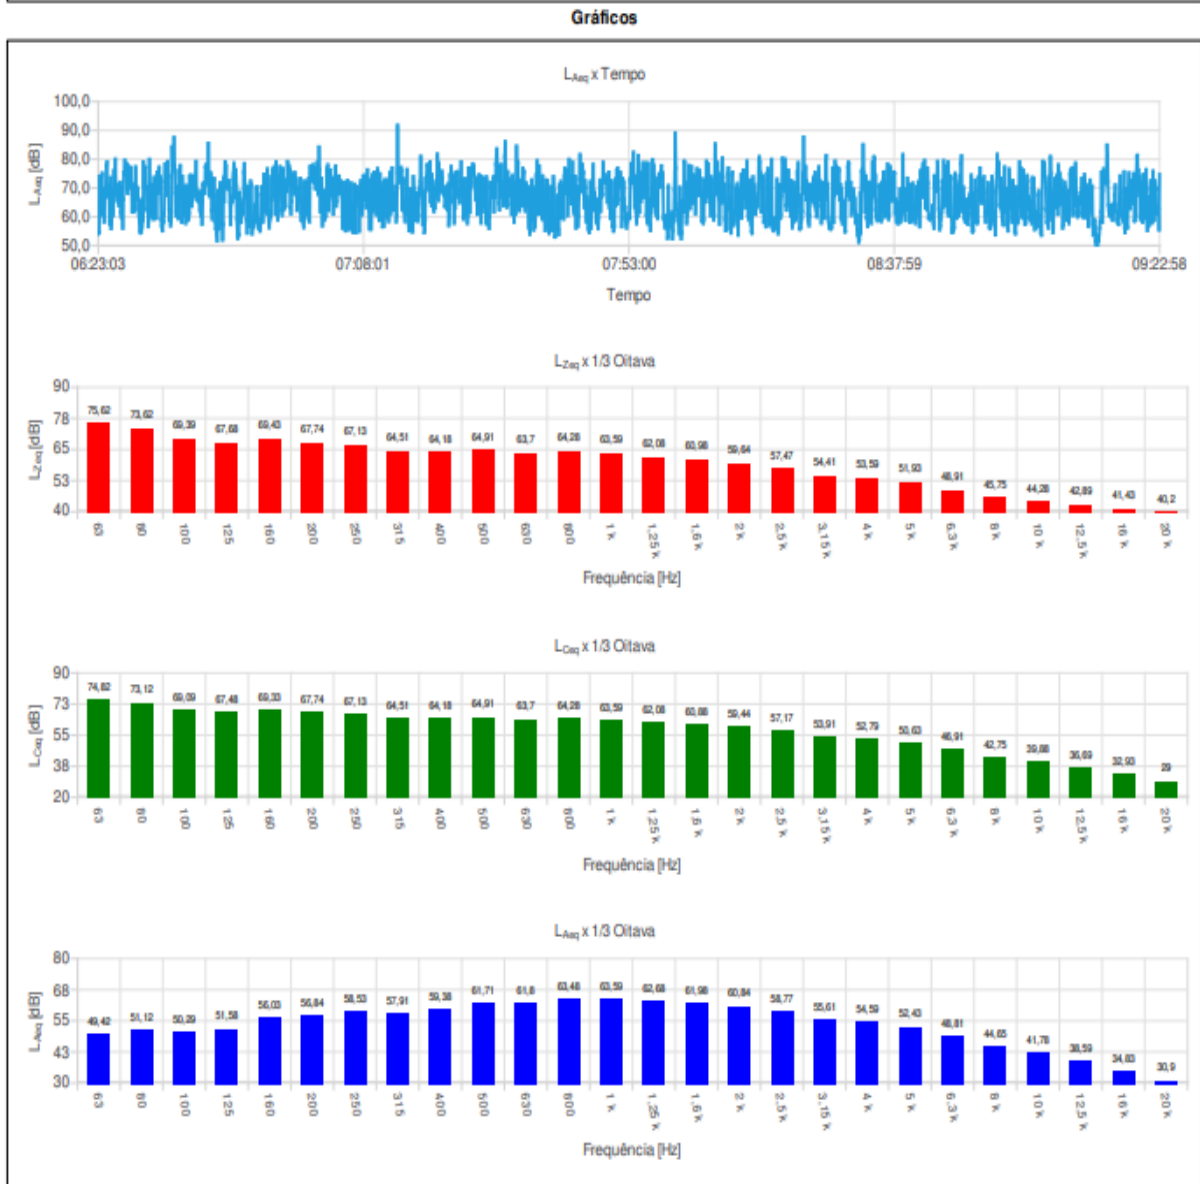 Gráficos
LAeq x Tempo
LAeq [dB]
100,0
90,0
80,0
70,0
60,0
50,0
06:23:03 07:08:01 07:53:00 08:37:59 09:22:58
Tempo
LZeq x 1/3 Oitava
LZeq [dB]
90
78
65
53
40
75,62 73,62 69,39 67,68 69,43 67,74 67,13 64,51 64,18 64,91 63,7 64,28 63,59 62,08 60,98 59,64 57,47 54,41 53,59 51,93 48,91 45,75 44,28 42,89 41,43 40,2
63 80 100 125 160 200 250 315 400 500 630 800 1 k 1,25 k 1,6 k 2 k 2,5 k 3,15 k 4 k 5 k 6,3 k 8 k 10 k 12,5 k 16 k 20 k
Frequência [Hz]
LCeq x 1/3 Oitava
LCeq [dB]
90
73
55
38
20
74,82 73,12 69,09 67,48 69,33 67,74 67,13 64,51 64,18 64,91 63,7 64,28 63,59 62,08 60,88 59,44 57,17 53,91 52,79 50,63 46,91 42,75 39,88 36,69 32,93 29
63 80 100 125 160 200 250 315 400 500 630 800 1 k 1,25 k 1,6 k 2 k 2,5 k 3,15 k 4 k 5 k 6,3 k 8 k 10 k 12,5 k 16 k 20 k
Frequência [Hz]
LAeq x 1/3 Oitava
LAeq [dB]
80
68
55
43
30
49,42 51,12 50,29 51,58 56,03 56,84 58,53 57,91 59,38 61,71 61,8 63,48 63,59 62,68 61,98 60,84 58,77 55,61 54,59 52,43 48,81 44,65 41,78 38,59 34,83 30,9
63 80 100 125 160 200 250 315 400 500 630 800 1 k 1,25 k 1,6 k 2 k 2,5 k 3,15 k 4 k 5 k 6,3 k 8 k 10 k 12,5 k 16 k 20 k
Frequência [Hz]